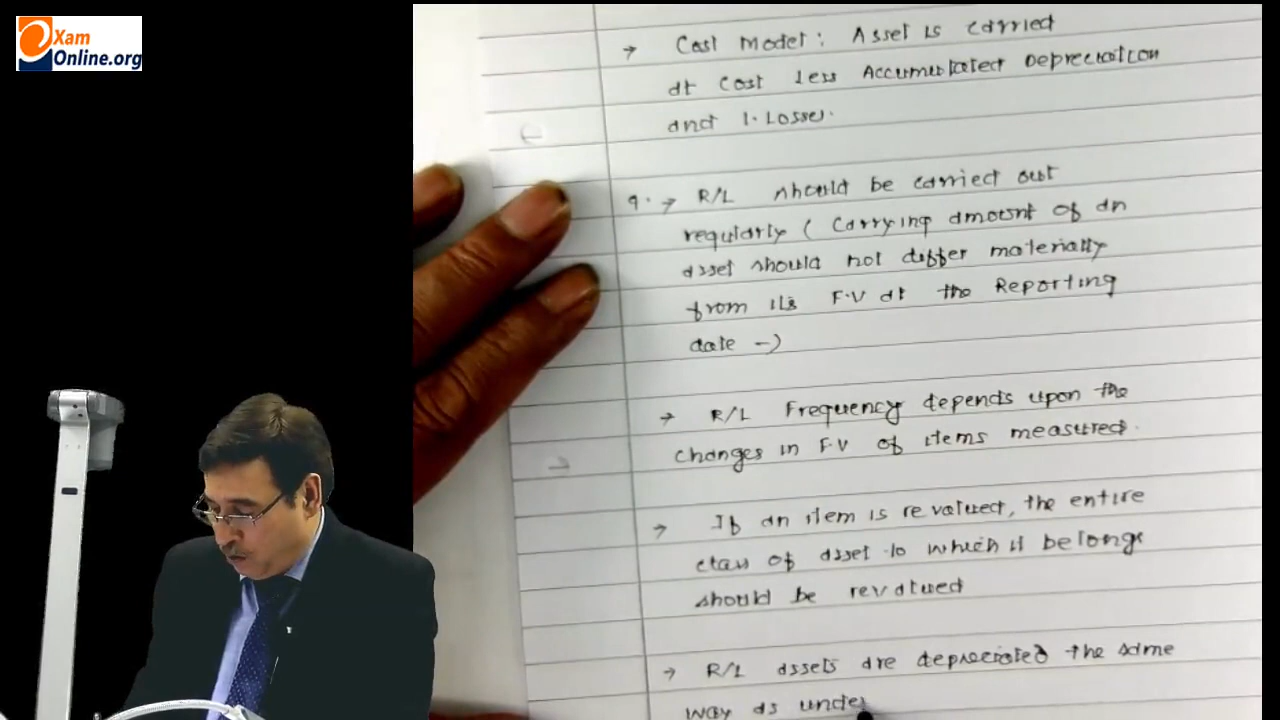 Xam
Online.org
→ Cost Model: Asset is carried
at cost less Accumulated Depreciation
and I. Losses.
9. → R/L should be carried out
regularly ( Carrying amount of an
asset should not differ materially
from its F.V at the Reporting
date -)
→ R/L Frequency depends upon the
changes in F.V of items measured.
→ If an item is revalued, the entire
class of asset to which it belongs
should be revalued
→ R/L assets are depreciated the same
way as under